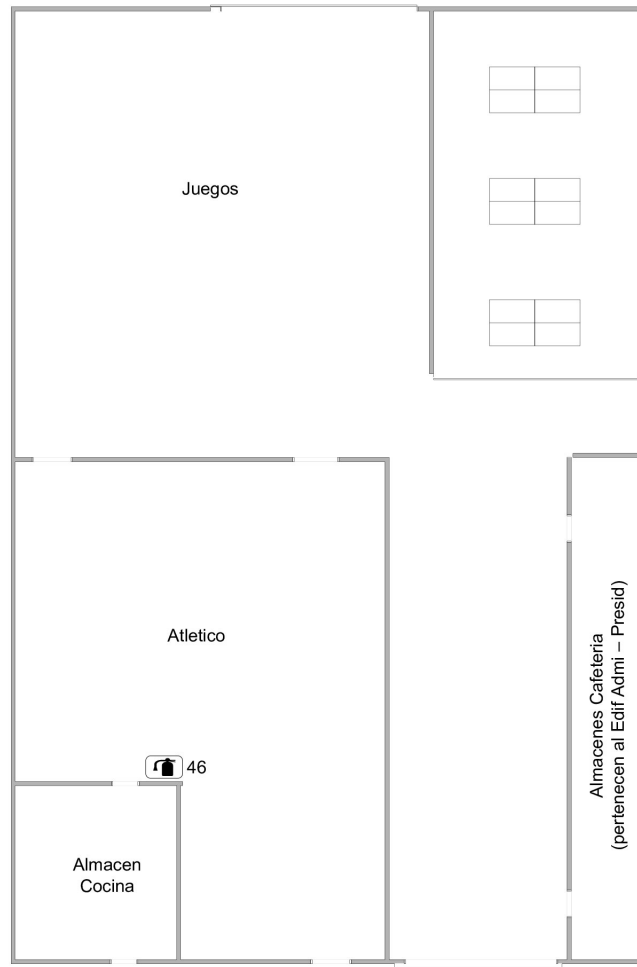 Juegos
Atletico
46
Almacen
Cocina
Almacenes Cafeteria
(pertenecen al Edif Admi – Presid)